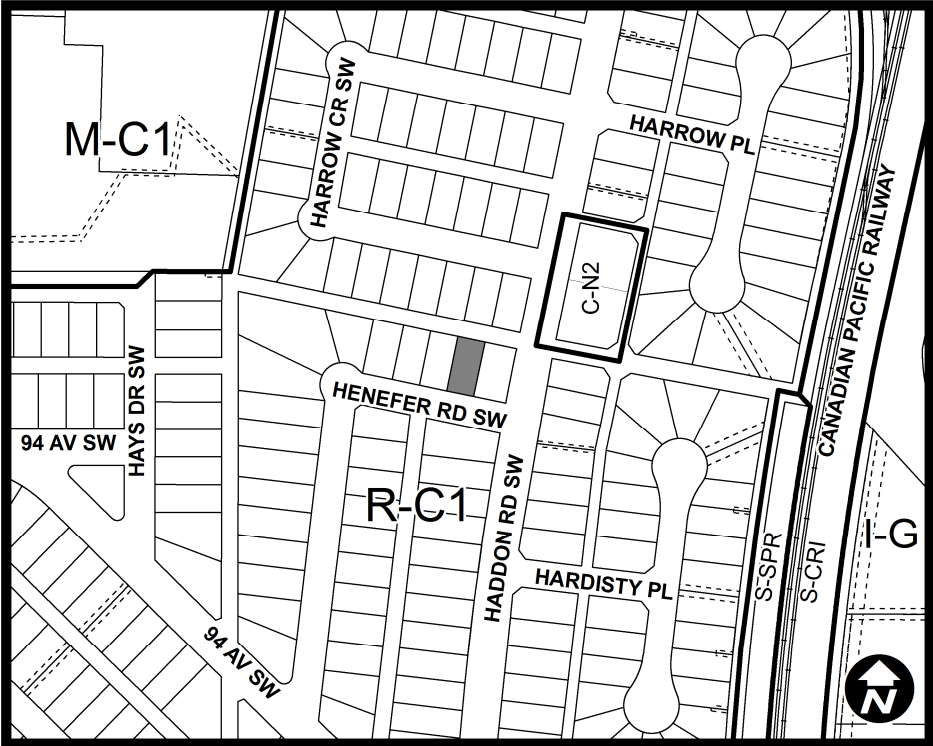 M-C1
HARROW CR SW
HARROW PL
CANADIAN PACIFIC RAILWAY
C-N2
HAYS DR SW
HENEFER RD SW
94 AV SW
R-C1
HADDON RD SW
I-G
S-SPR
S-CRI
HARDISTY PL
94 AV SW
N